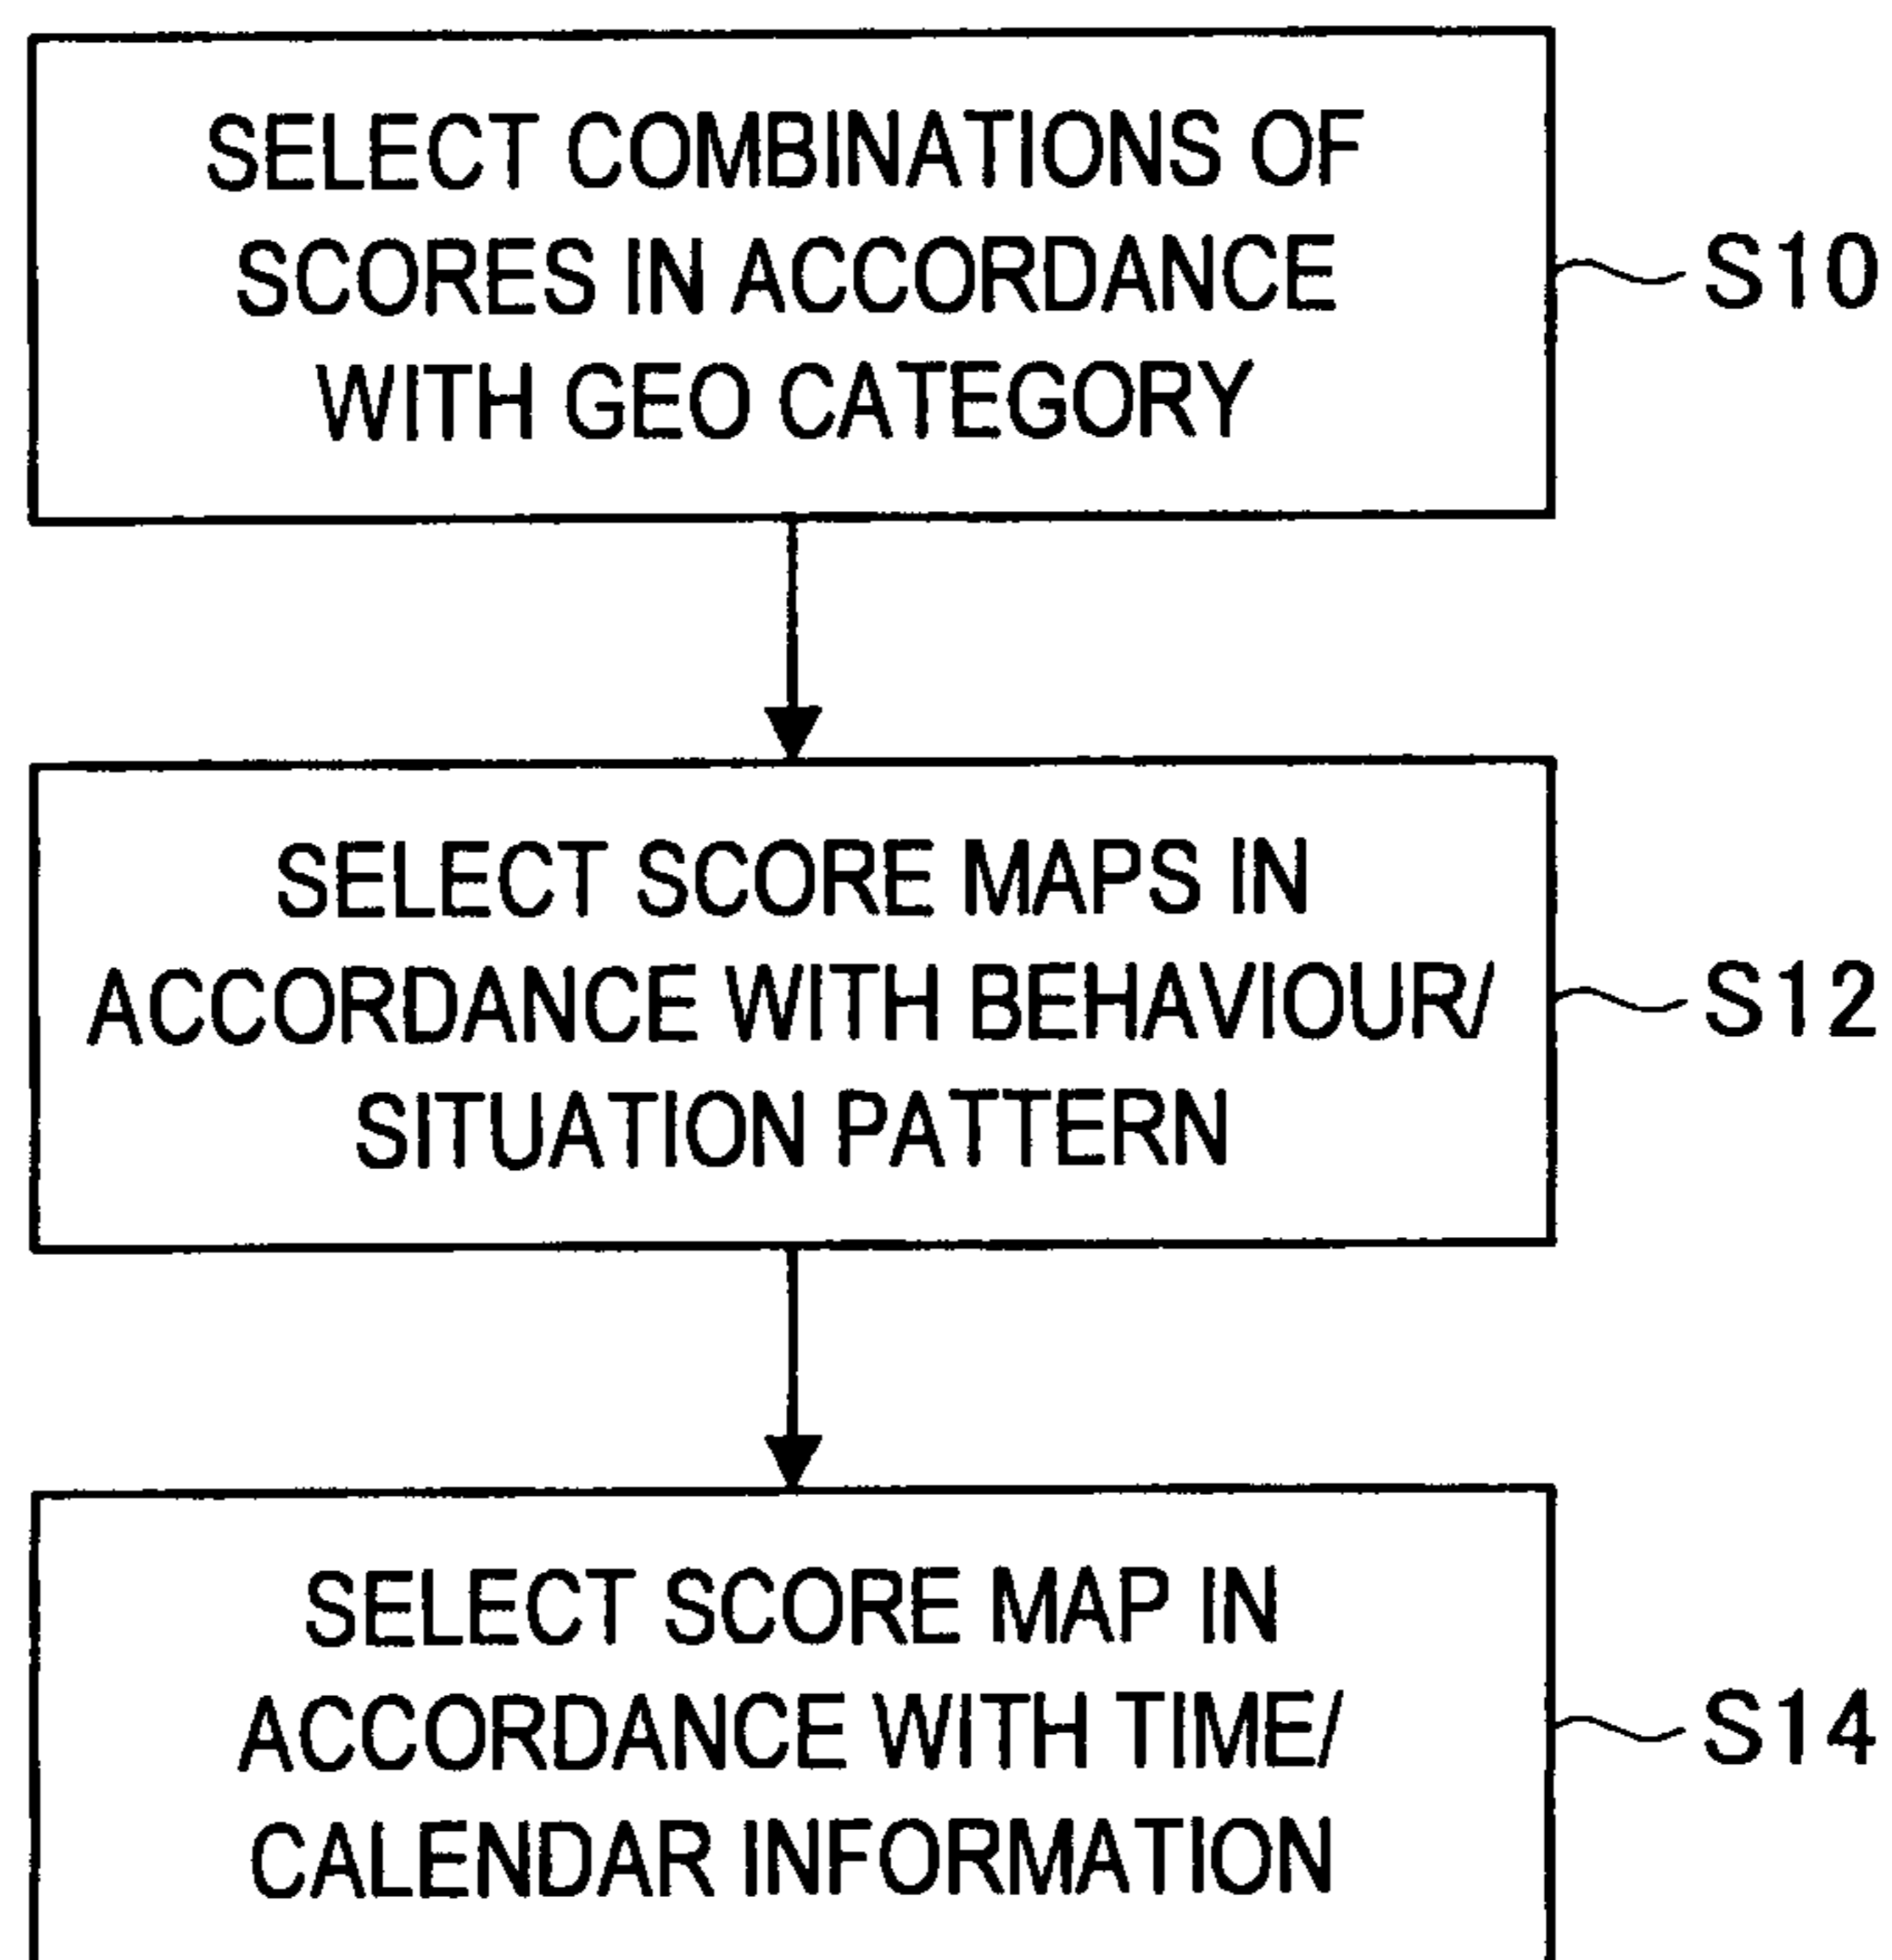 SELECT COMBINATIONS OF
SCORES IN ACCORDANCE
WITH GEO CATEGORY
S10
SELECT SCORE MAPS IN
ACCORDANCE WITH BEHAVIOUR/
SITUATION PATTERN
S12
SELECT SCORE MAP IN
ACCORDANCE WITH TIME/
CALENDAR INFORMATION
S14